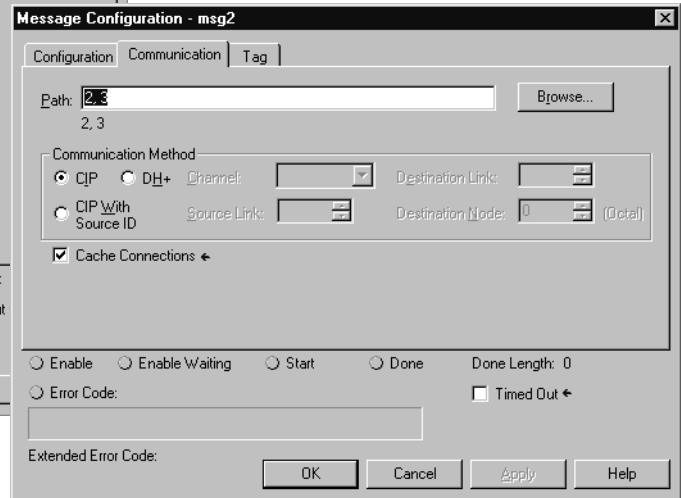 Message Configuration - msg2
Configuration Communication Tag
Path: 2, 3 Browse...
2, 3
Communication Method
CIP DH+ Channel: Destination Link:
CIP With
Source ID Source Link: Destination Node: 0 (Octal)
Cache Connections ←
Enable Enable Waiting Start Done Done Length: 0
Error Code: Timed Out ←
Extended Error Code:
OK Cancel Apply Help